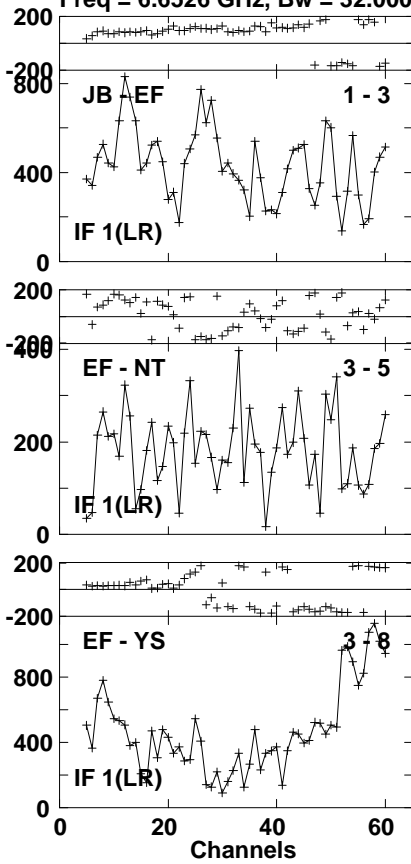 Freq = 6.6526 GHz, Bw = 32.000
200
-200
800
JB - EF 1 - 3
400
IF 1(LR)
0
200
-200
400
EF - NT 3 - 5
200
IF 1(LR)
0
200
-200
EF - YS 3 - 8
800
400
IF 1(LR)
0
0 20 40 60
Channels